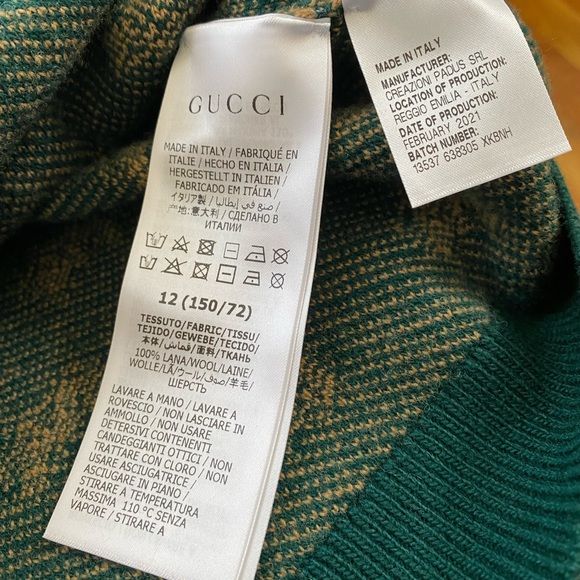 GUCCI
MADE IN ITALY / FABRIQUÉ EN
ITALIE / HECHO EN ITALIA /
HERGESTELLT IN ITALIEN /
FABRICADO EM ITÁLIA /
イタリア製 / صنع في إيطاليا /
产地:意大利 / СДЕЛАНО В
ИТАЛИИ
12 (150/72)
TESSUTO/FABRIC/TISSU/
TEJIDO/GEWEBE/TECIDO/
素材/قماش/面料/ТКАНЬ
100% LANA/WOOL/LAINE/
WOLLE/LÃ/ウール/صوف/羊毛/
ШЕРСТЬ
LAVARE A MANO / LAVARE A
ROVESCIO / NON LASCIARE IN
AMMOLLO / NON USARE
DETERSIVI CONTENENTI
CANDEGGIANTI OTTICI / NON
TRATTARE CON CLORO / NON
USARE ASCIUGATRICE /
ASCIUGARE IN PIANO /
STIRARE A TEMPERATURA
MASSIMA 110 °C SENZA
VAPORE / STIRARE A
MADE IN ITALY
MANUFACTURER:
CREAZIONI PADUS SRL
LOCATION OF PRODUCTION:
REGGIO EMILIA - ITALY
DATE OF PRODUCTION:
FEBRUARY 2021
BATCH NUMBER:
13537 638305 XKBNH